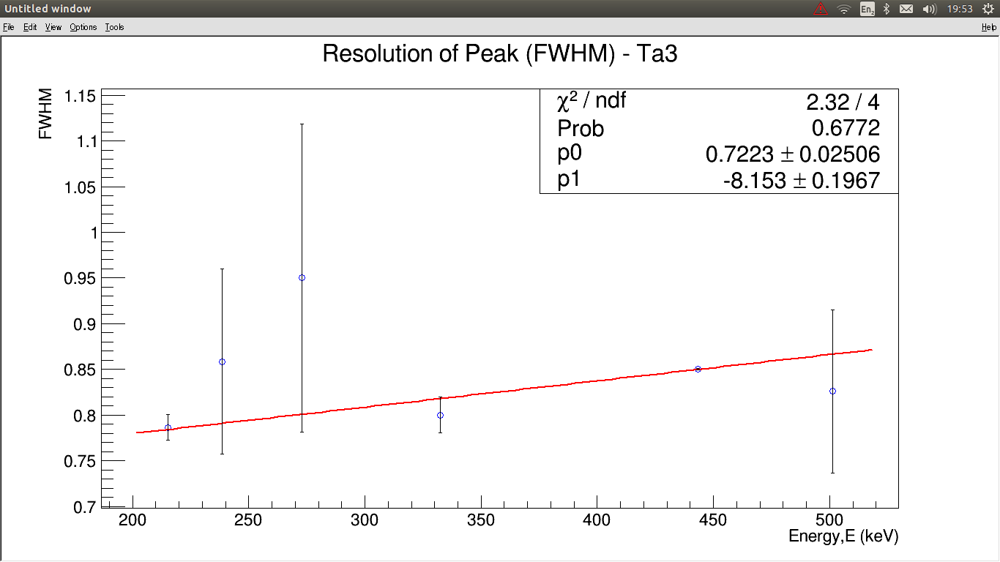 Untitled window
En2 19:53
File Edit View Options Tools Help
Resolution of Peak (FWHM) - Ta3
FWHM
χ² / ndf 2.32 / 4
Prob 0.6772
p0 0.7223 ± 0.02506
p1 -8.153 ± 0.1967
1.15
1.1
1.05
1
0.95
0.9
0.85
0.8
0.75
0.7
200 250 300 350 400 450 500
Energy,E (keV)